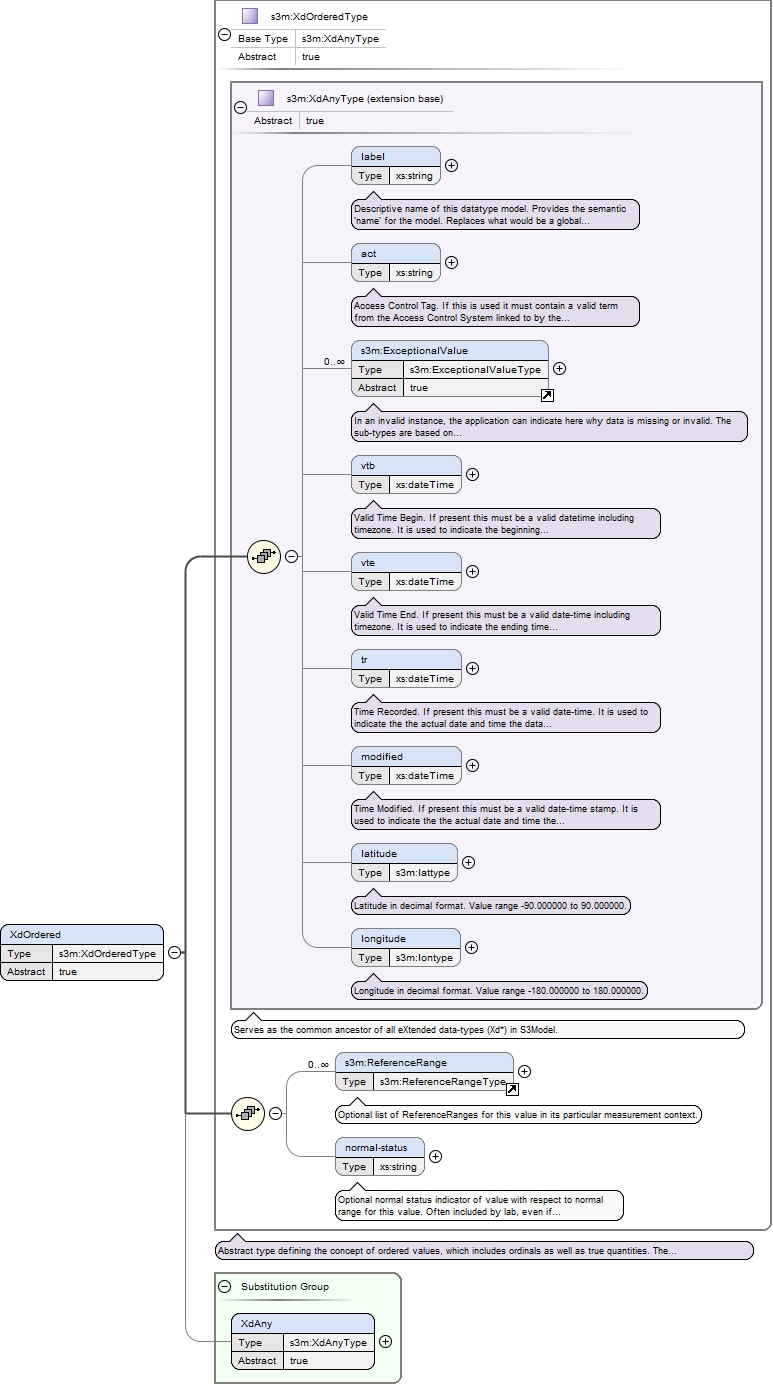 s3m:XdOrderedType
Base Type s3m:XdAnyType
Abstract true
s3m:XdAnyType (extension base)
Abstract true
label
Type xs:string
Descriptive name of this datatype model. Provides the semantic
'name' for the model. Replaces what would be a global...
act
Type xs:string
Access Control Tag. If this is used it must contain a valid term
from the Access Control System linked to by the...
0..∞
s3m:ExceptionalValue
Type s3m:ExceptionalValueType
Abstract true
In an invalid instance, the application can indicate here why data is missing or invalid. The
sub-types are based on...
vtb
Type xs:dateTime
Valid Time Begin. If present this must be a valid datetime including
timezone. It is used to indicate the beginning...
vte
Type xs:dateTime
Valid Time End. If present this must be a valid date-time including
timezone. It is used to indicate the ending time...
tr
Type xs:dateTime
Time Recorded. If present this must be a valid date-time. It is used to
indicate the the actual date and time the data...
modified
Type xs:dateTime
Time Modified. If present this must be a valid date-time stamp. It is
used to indicate the the actual date and time the...
latitude
Type s3m:lattype
Latitude in decimal format. Value range -90.000000 to 90.000000.
longitude
Type s3m:lontype
Longitude in decimal format. Value range -180.000000 to 180.000000.
XdOrdered
Type s3m:XdOrderedType
Abstract true
Serves as the common ancestor of all eXtended data-types (Xd*) in S3Model.
0..∞
s3m:ReferenceRange
Type s3m:ReferenceRangeType
Optional list of ReferenceRanges for this value in its particular measurement context.
normal-status
Type xs:string
Optional normal status indicator of value with respect to normal
range for this value. Often included by lab, even if...
Abstract type defining the concept of ordered values, which includes ordinals as well as true quantities. The...
Substitution Group
XdAny
Type s3m:XdAnyType
Abstract true